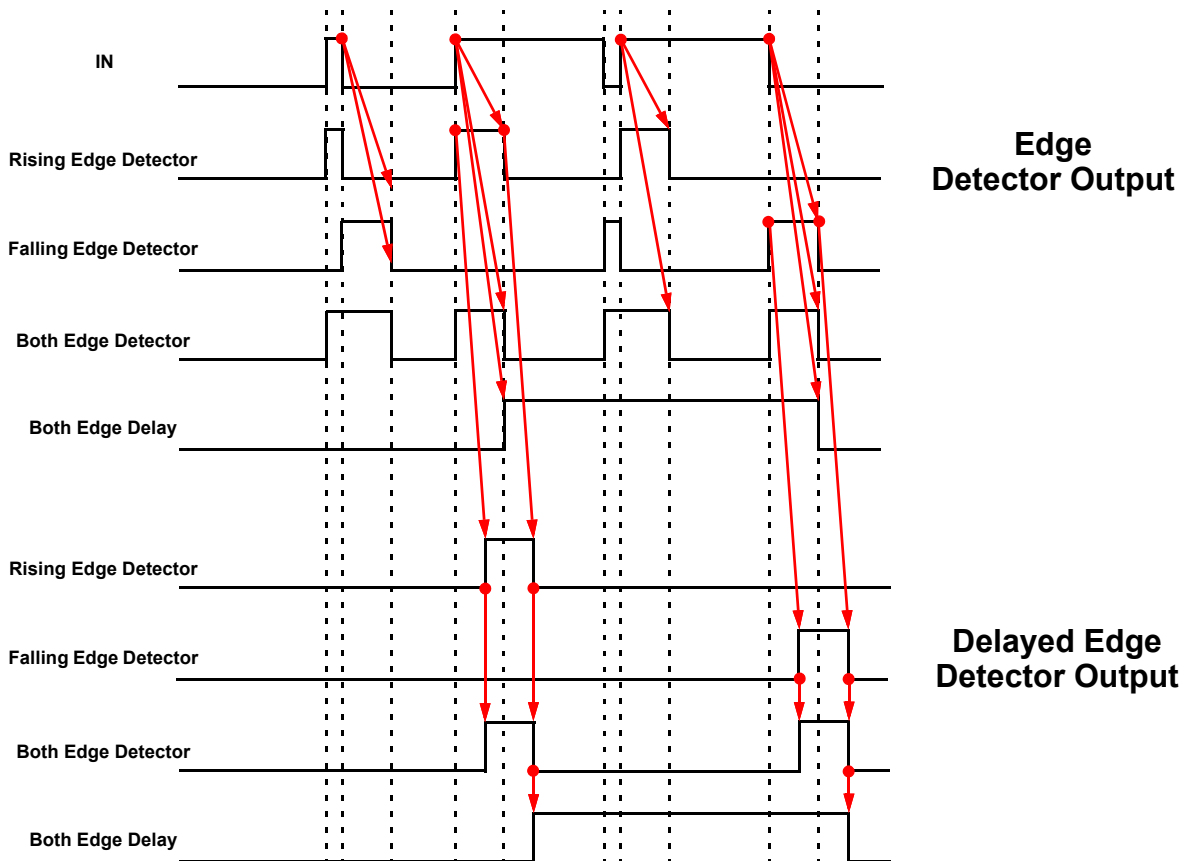 IN
Rising Edge Detector
Edge
Detector Output
Falling Edge Detector
Both Edge Detector
Both Edge Delay
Rising Edge Detector
Falling Edge Detector
Delayed Edge
Detector Output
Both Edge Detector
Both Edge Delay